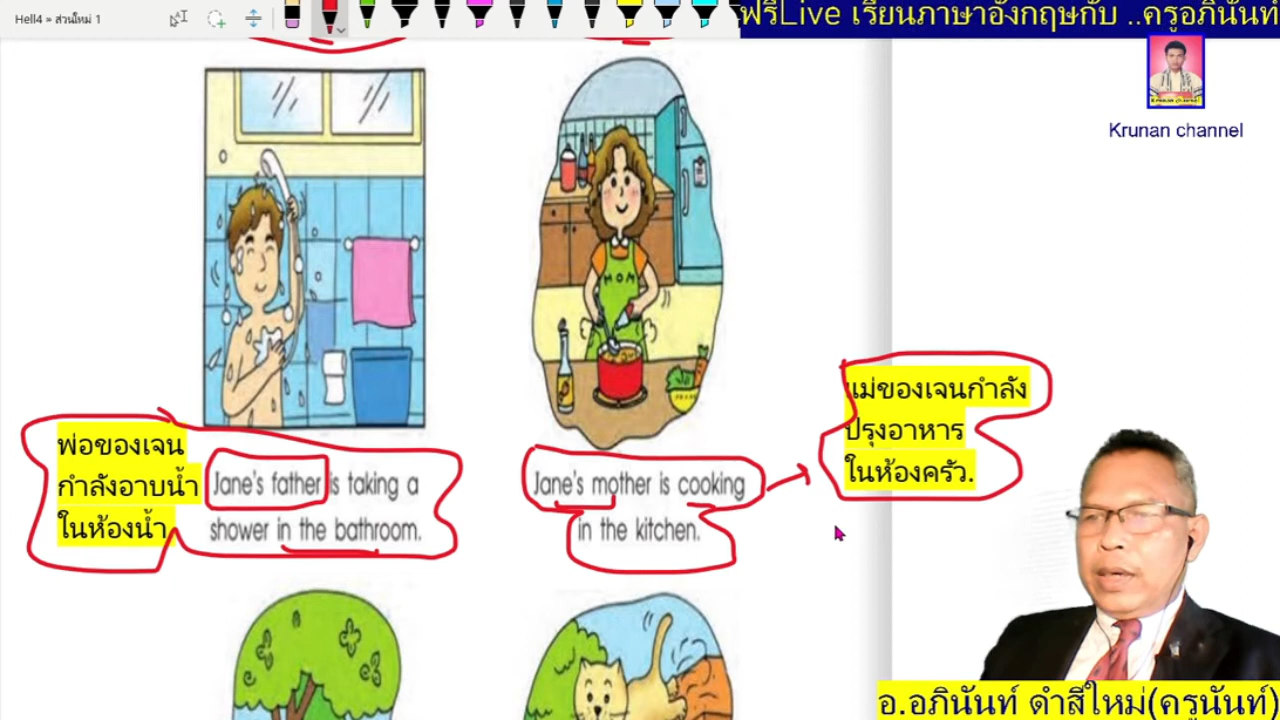 Hell4 » ส่วนใหม่ 1
ฟรีLive เรียนภาษาอังกฤษกับ ..ครูอภินันท์
Krunan channel
MOM
แม่ของเจนกำลัง
ปรุงอาหาร
ในห้องครัว.
พ่อของเจน
กำลังอาบน้ำ
ในห้องน้ำ
Jane's father is taking a
shower in the bathroom.
Jane's mother is cooking
in the kitchen.
อ.อภินันท์ ดำสีใหม่(ครูนันท์)